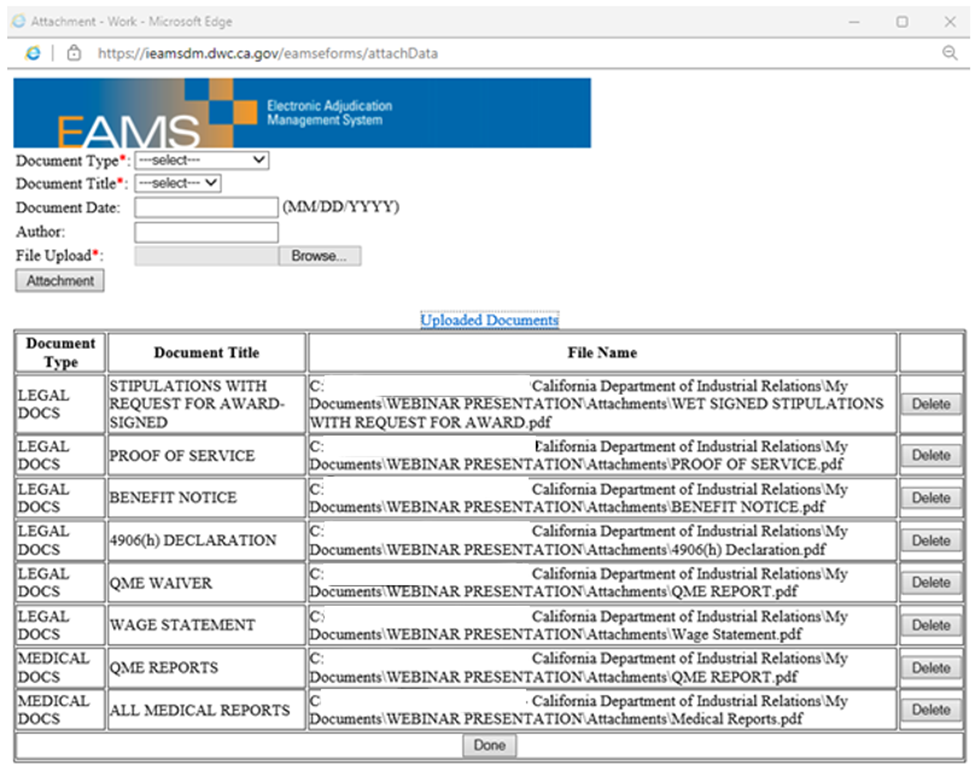 Attachment - Work - Microsoft Edge
https://ieamsdm.dwc.ca.gov/eamseforms/attachData
EAMS
Electronic Adjudication
Management System
Document Type*: ---select---
Document Title*: ---select---
Document Date: (MM/DD/YYYY)
Author:
File Upload*: Browse...
Attachment
Uploaded Documents
Document Type Document Title File Name
LEGAL DOCS
STIPULATIONS WITH
REQUEST FOR AWARD-
SIGNED
C: California Department of Industrial Relations\My
Documents\WEBINAR PRESENTATION\Attachments\WET SIGNED STIPULATIONS
WITH REQUEST FOR AWARD.pdf
Delete
LEGAL DOCS
PROOF OF SERVICE
C: California Department of Industrial Relations\My
Documents\WEBINAR PRESENTATION\Attachments\PROOF OF SERVICE.pdf
Delete
LEGAL DOCS
BENEFIT NOTICE
C: California Department of Industrial Relations\My
Documents\WEBINAR PRESENTATION\Attachments\BENEFIT NOTICE.pdf
Delete
LEGAL DOCS
4906(h) DECLARATION
C: California Department of Industrial Relations\My
Documents\WEBINAR PRESENTATION\Attachments\4906(h) Declaration.pdf
Delete
LEGAL DOCS
QME WAIVER
C: California Department of Industrial Relations\My
Documents\WEBINAR PRESENTATION\Attachments\QME REPORT.pdf
Delete
LEGAL DOCS
WAGE STATEMENT
C: California Department of Industrial Relations\My
Documents\WEBINAR PRESENTATION\Attachments\Wage Statement.pdf
Delete
MEDICAL DOCS
QME REPORTS
C: California Department of Industrial Relations\My
Documents\WEBINAR PRESENTATION\Attachments\QME REPORT.pdf
Delete
MEDICAL DOCS
ALL MEDICAL REPORTS
C California Department of Industrial Relations\My
Documents\WEBINAR PRESENTATION\Attachments\Medical Reports.pdf
Delete
Done